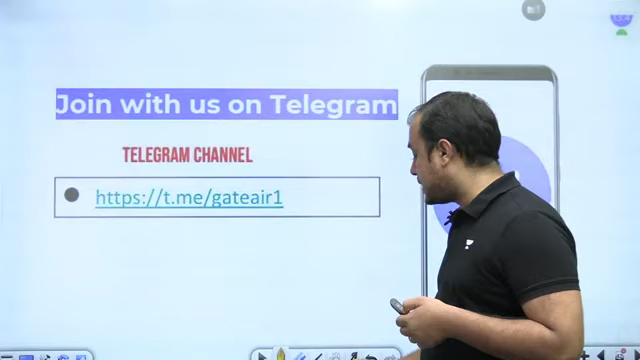 Join with us on Telegram
TELEGRAM CHANNEL
https://t.me/gateair1